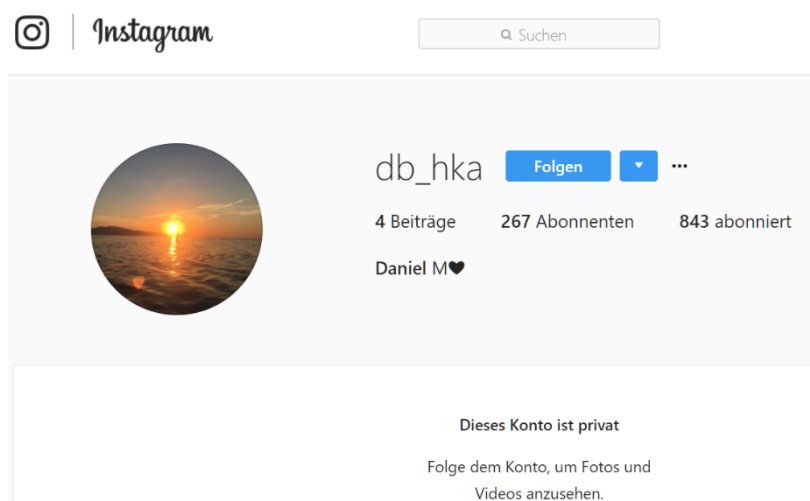 Instagram
Suchen
db_hka Folgen
4 Beiträge 267 Abonnenten 843 abonniert
Daniel M🖤
Dieses Konto ist privat
Folge dem Konto, um Fotos und
Videos anzusehen.